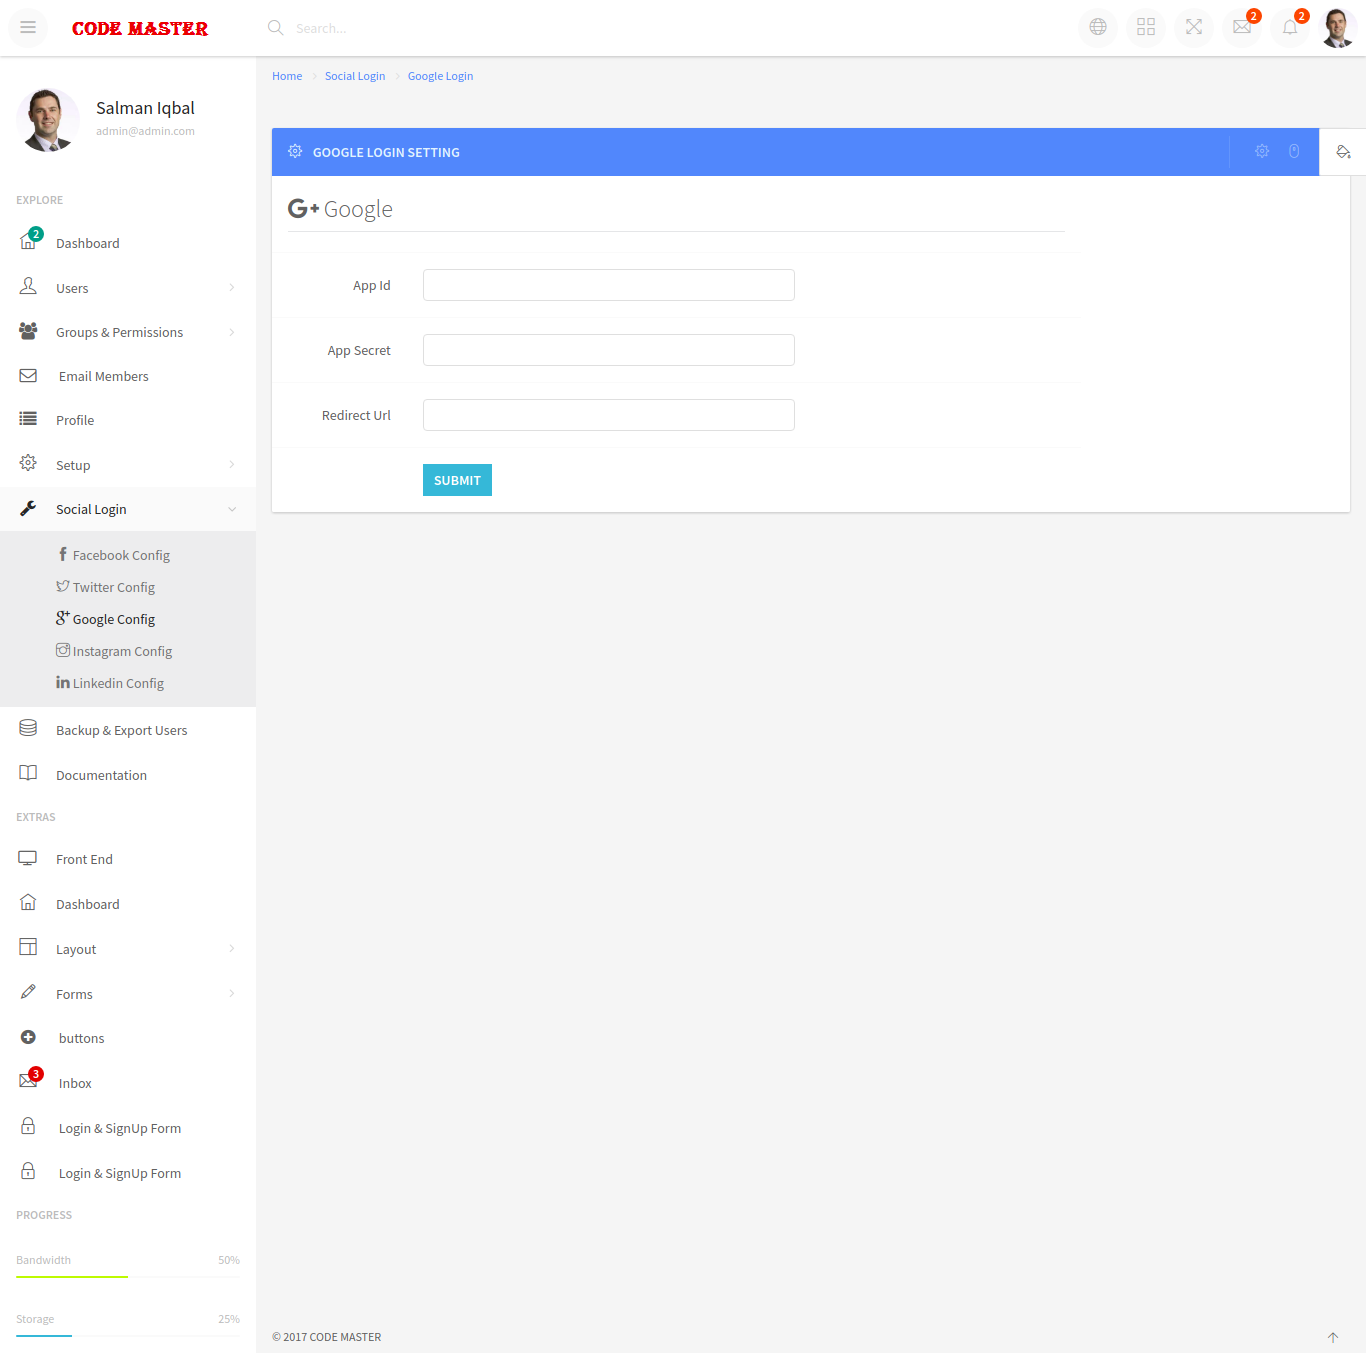 CODE MASTER
Search...
2
2
Home
Social Login
Google Login
Salman Iqbal
admin@admin.com
GOOGLE LOGIN SETTING
Google
App Id
App Secret
Redirect Url
SUBMIT
EXPLORE
2
Dashboard
Users
Groups & Permissions
Email Members
Profile
Setup
Social Login
Facebook Config
Twitter Config
Google Config
Instagram Config
Linkedin Config
Backup & Export Users
Documentation
EXTRAS
Front End
Dashboard
Layout
Forms
buttons
3
Inbox
Login & SignUp Form
Login & SignUp Form
PROGRESS
Bandwidth 50%
Storage 25%
© 2017 CODE MASTER